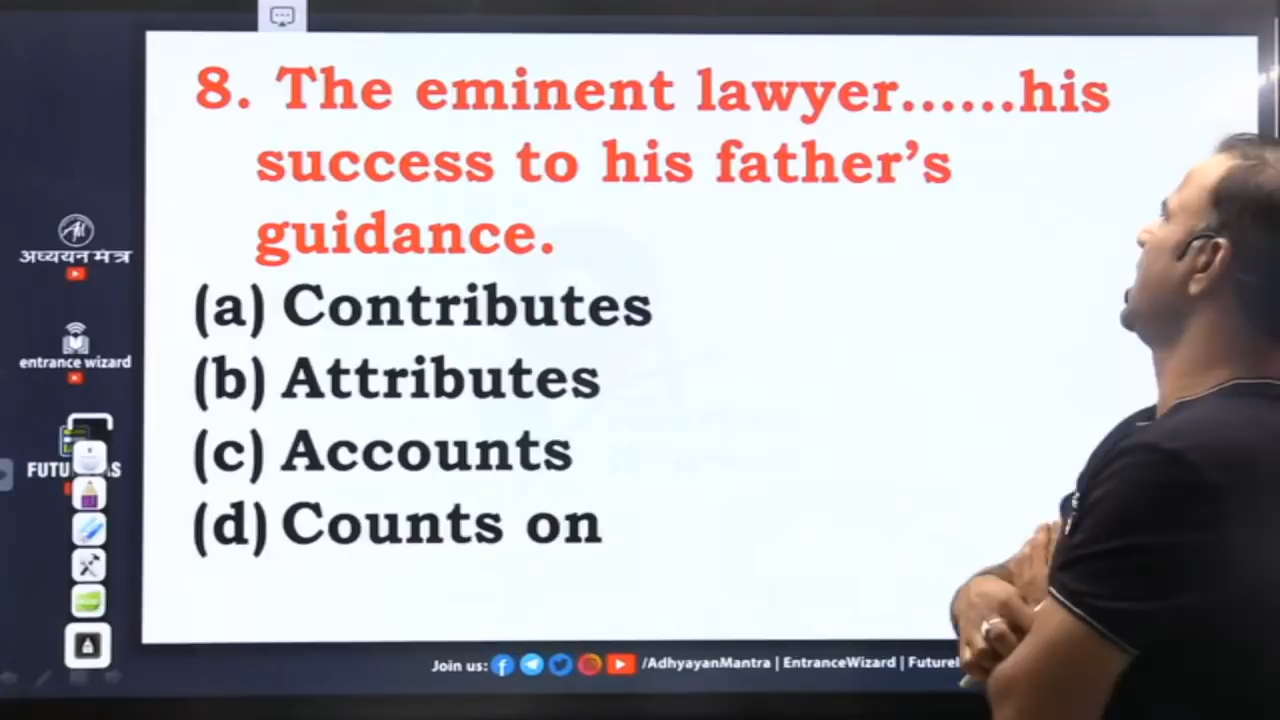 8. The eminent lawyer......his
success to his father's
guidance.
(a) Contributes
(b) Attributes
(c) Accounts
(d) Counts on
अध्ययन मंत्र
entrance wizard
Join us: /AdhyayanMantra | EntranceWizard |